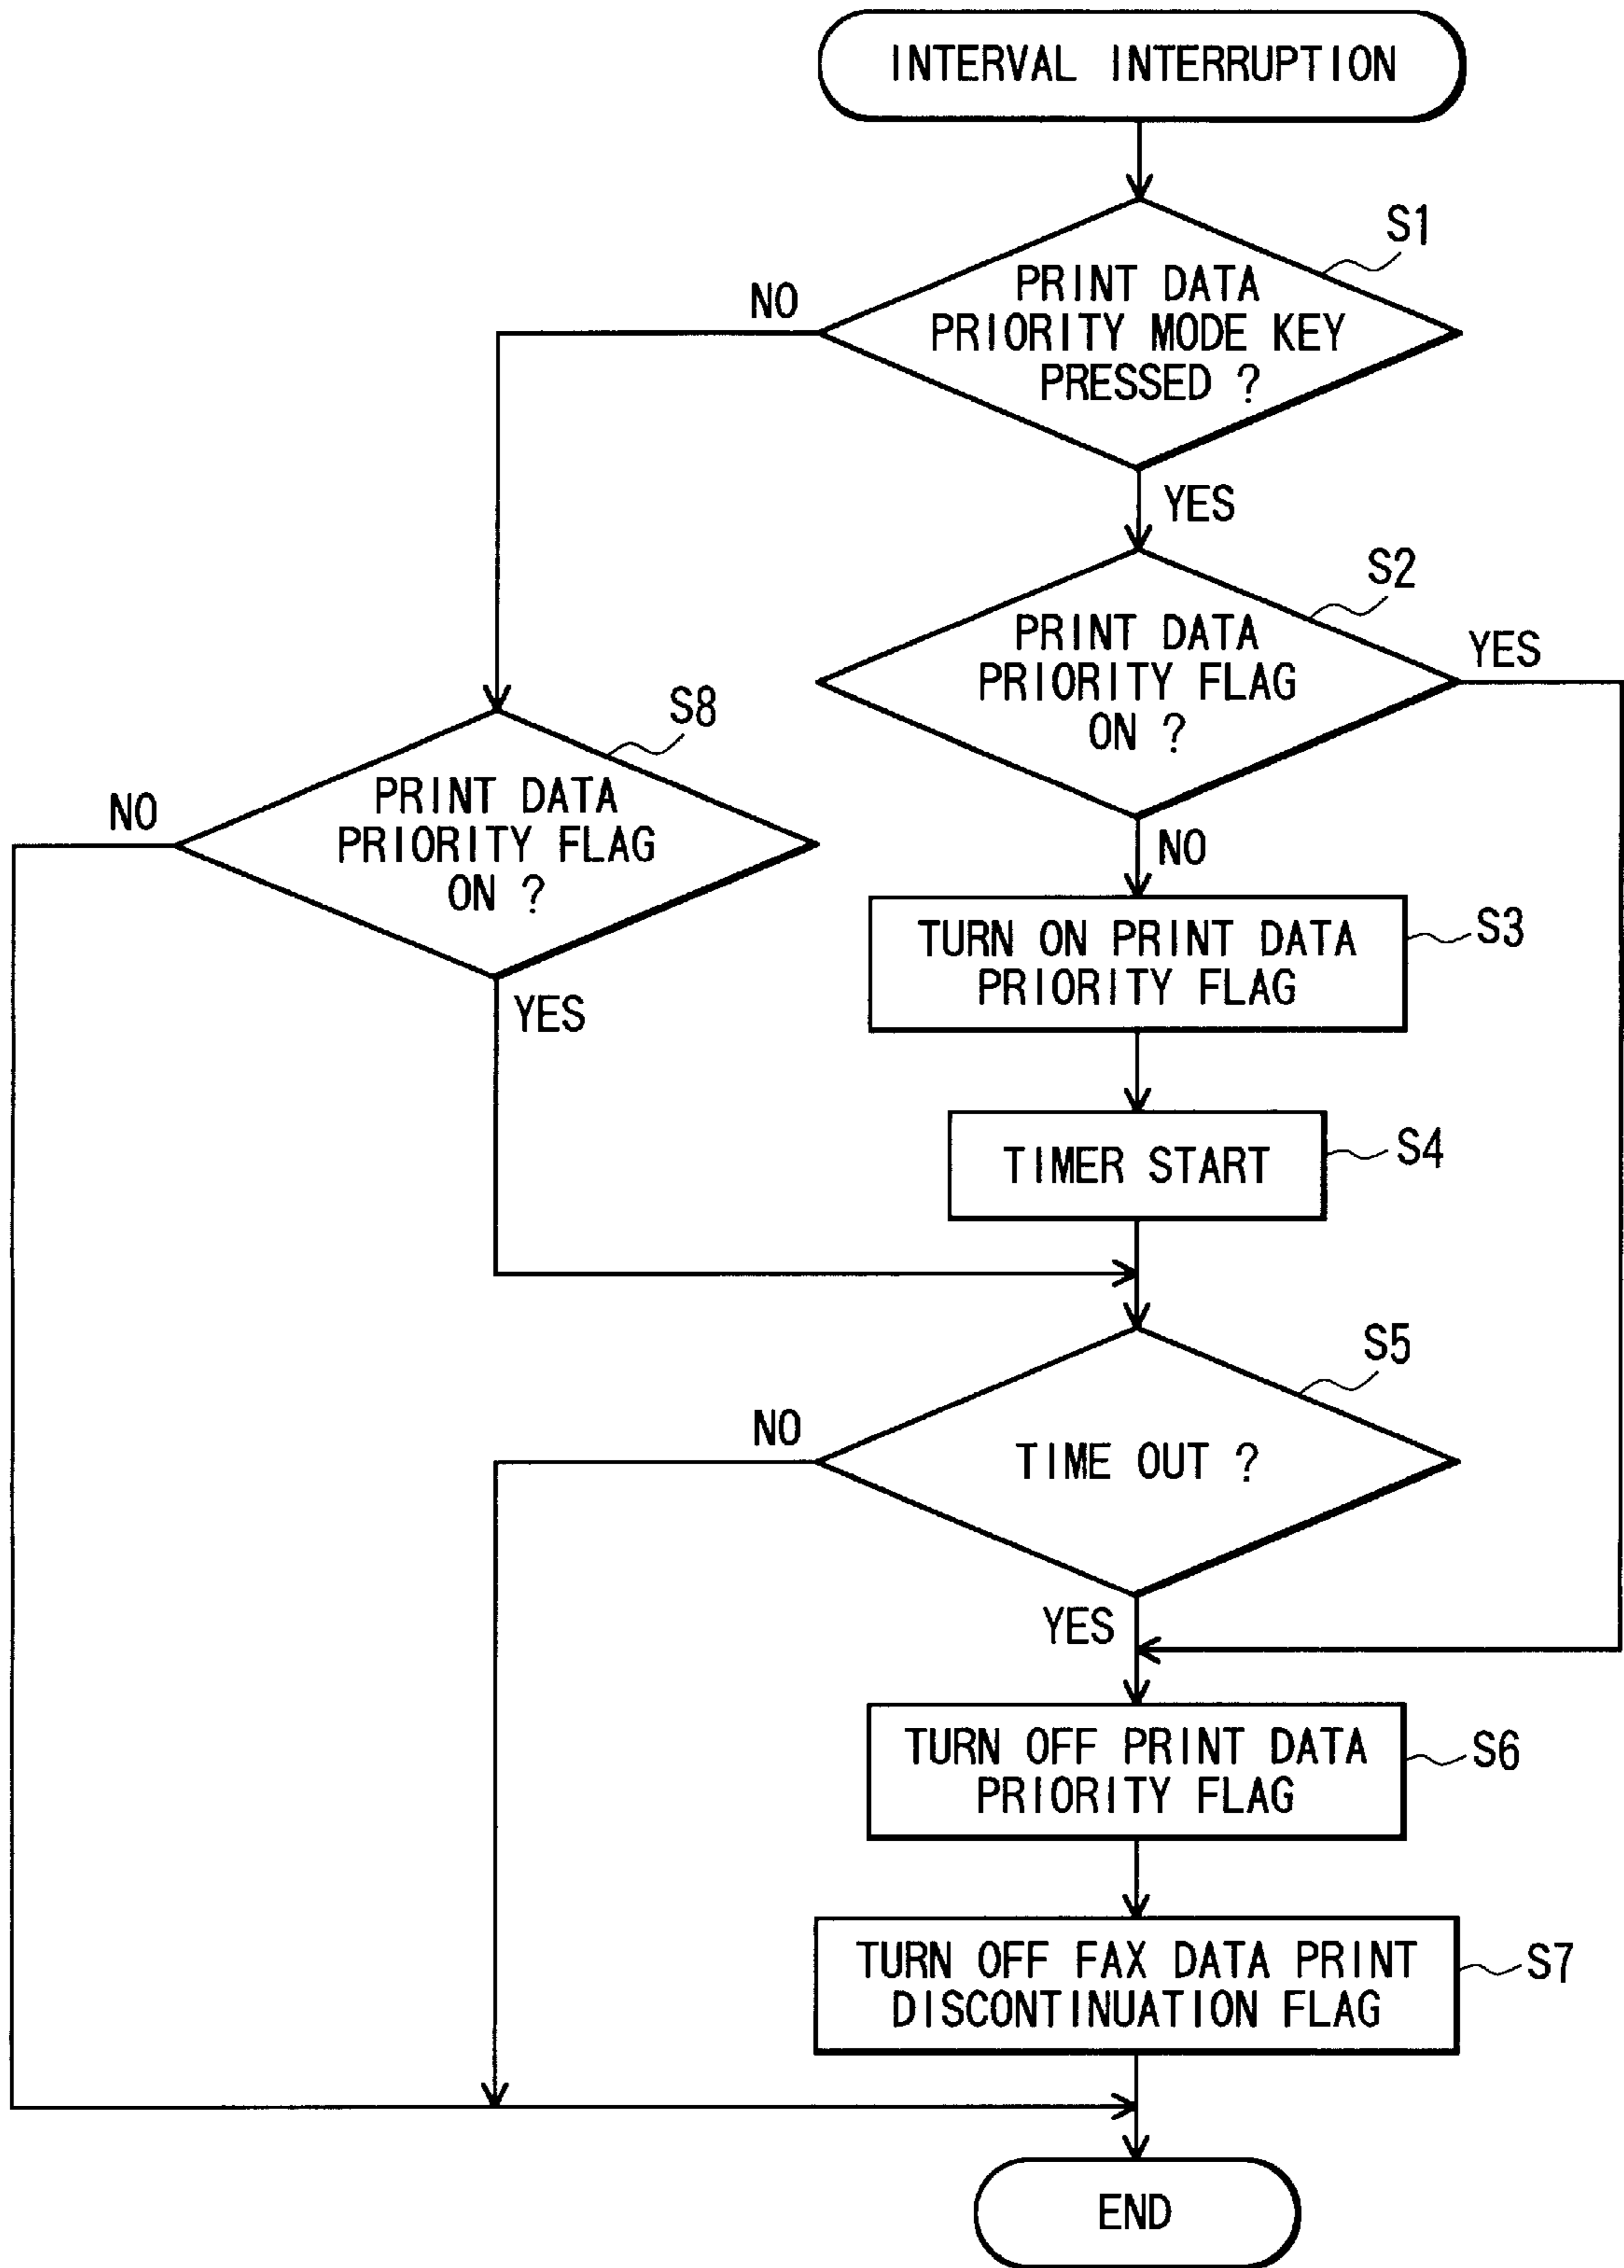 INTERVAL INTERRUPTION
S1
PRINT DATA
PRIORITY MODE KEY
PRESSED ?
NO
YES
S2
PRINT DATA
PRIORITY FLAG
ON ?
YES
NO
S8
PRINT DATA
PRIORITY FLAG
ON ?
NO
YES
TURN ON PRINT DATA
PRIORITY FLAG
S3
TIMER START
S4
S5
TIME OUT ?
NO
YES
TURN OFF PRINT DATA
PRIORITY FLAG
S6
TURN OFF FAX DATA PRINT
DISCONTINUATION FLAG
S7
END